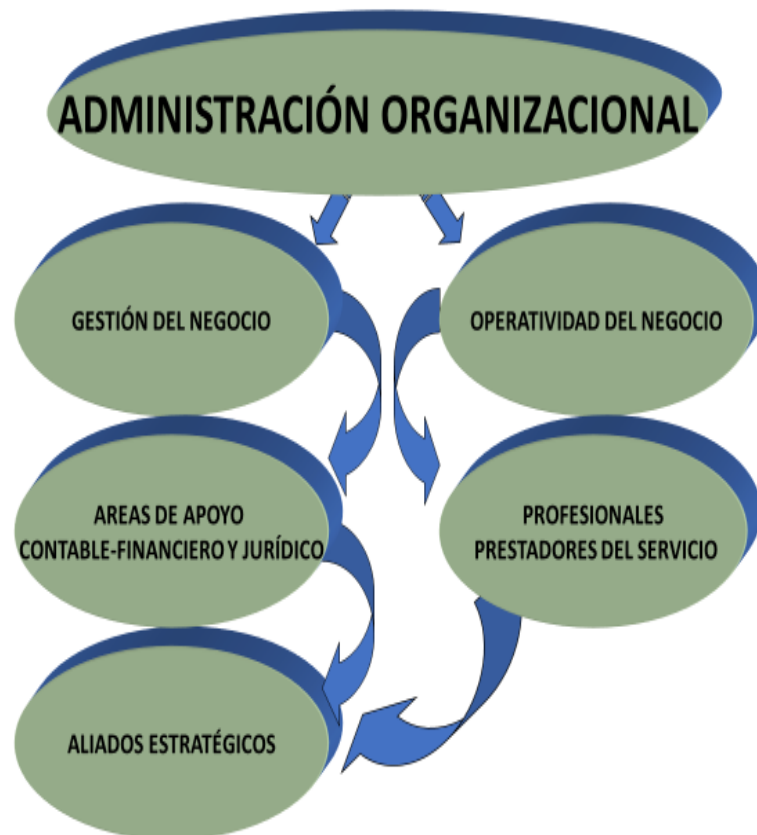 ADMINISTRACIÓN ORGANIZACIONAL
GESTIÓN DEL NEGOCIO
OPERATIVIDAD DEL NEGOCIO
AREAS DE APOYO
CONTABLE-FINANCIERO Y JURÍDICO
PROFESIONALES
PRESTADORES DEL SERVICIO
ALIADOS ESTRATÉGICOS